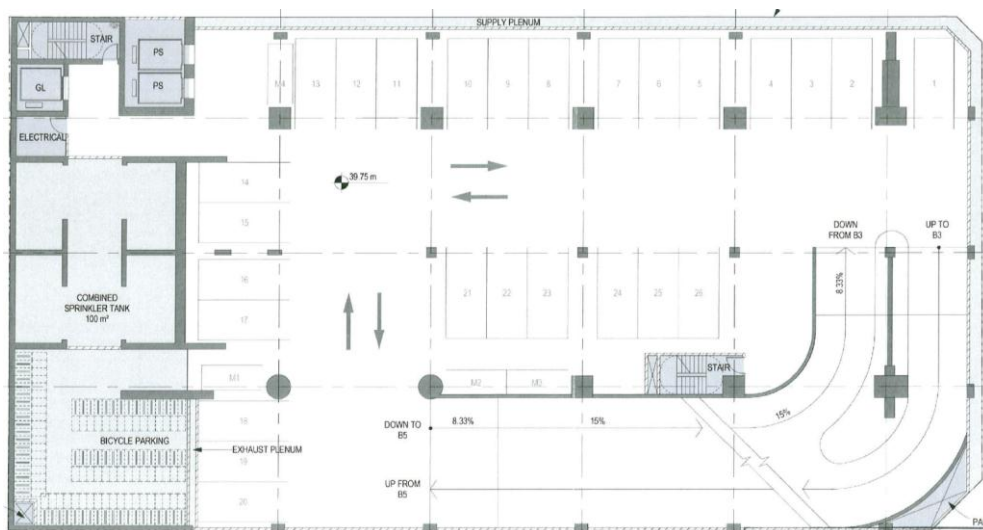 SUPPLY PLENUM
STAIR
PS
PS
GL
ELECTRICAL
M4
13
12
11
10
9
8
7
6
5
4
3
2
1
14
15
39.75 m
DOWN
FROM B3
UP TO
B3
8.33%
16
17
21
22
23
24
25
26
COMBINED
SPRINKLER TANK
100 m³
M1
M2
M3
STAIR
DOWN TO
B5
8.33%
15%
15%
BICYCLE PARKING
EXHAUST PLENUM
18
19
20
UP FROM
B5